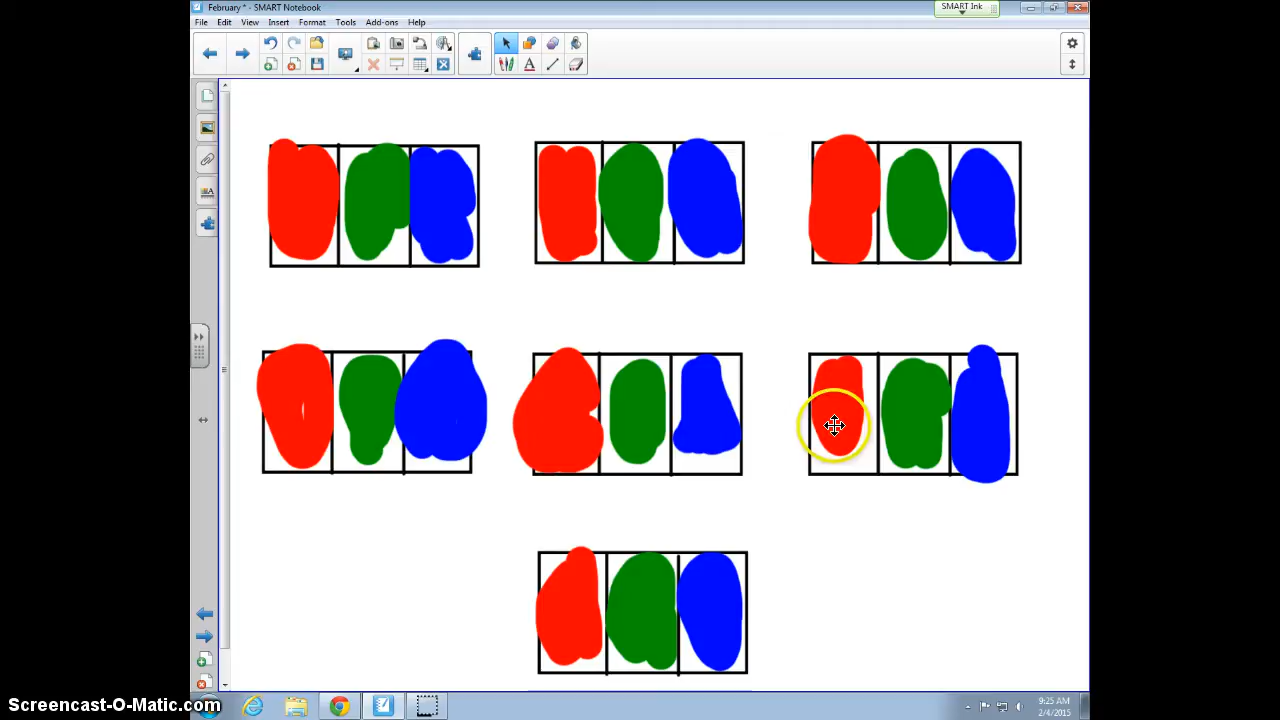 February * - SMART Notebook
SMART Ink
File Edit View Insert Format Tools Add-ons Help
Screencast-O-Matic.com
9:25 AM
2/4/2015